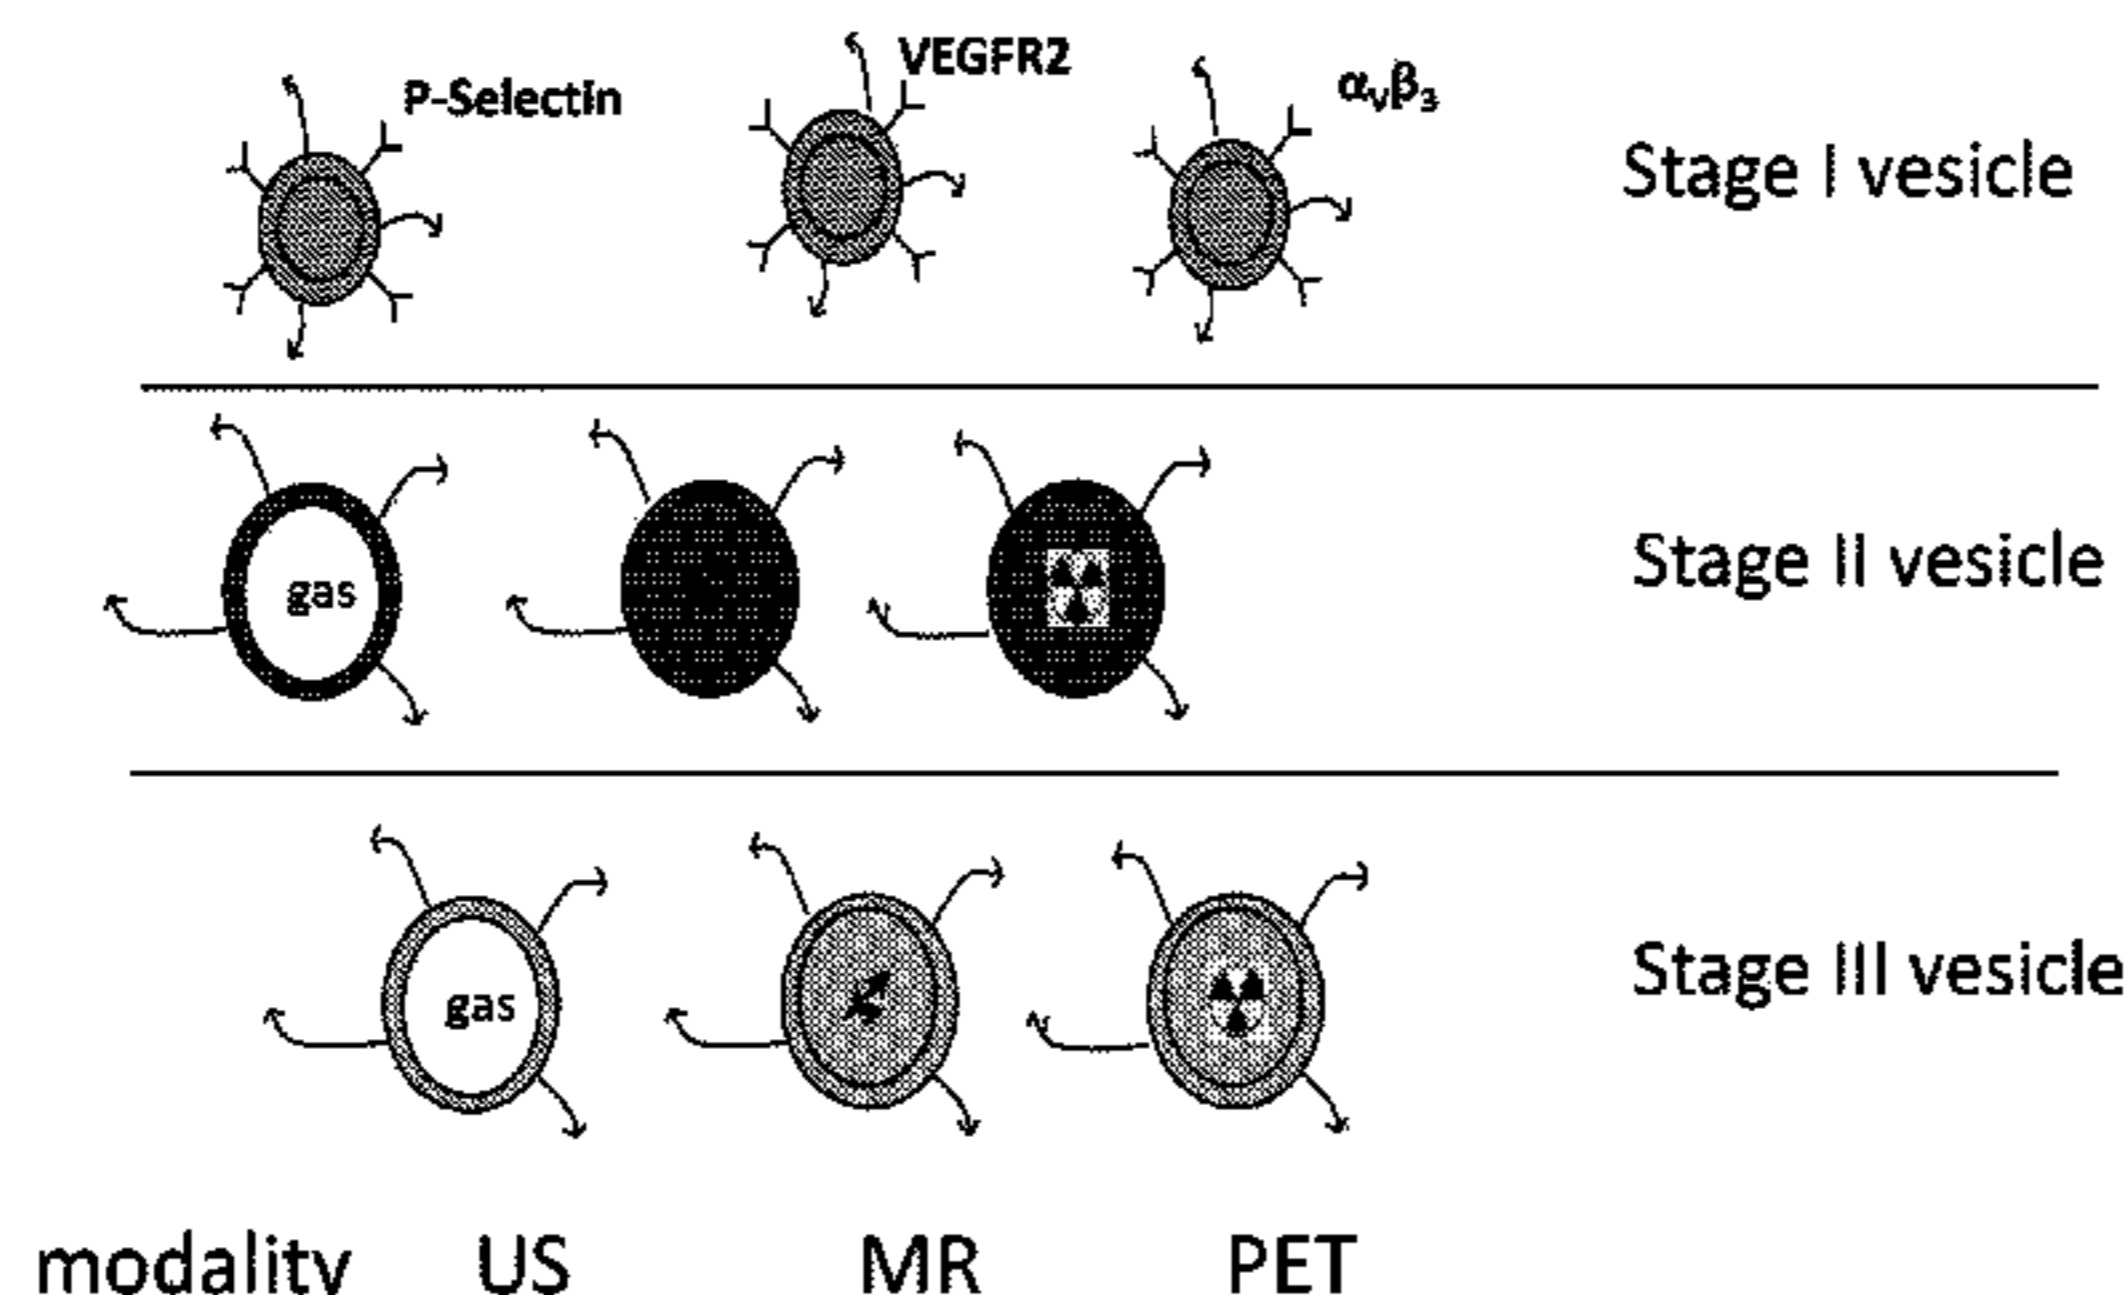 P-Selectin
VEGFR2
αvβ3
Stage I vesicle
gas
Stage II vesicle
gas
Stage III vesicle
modality US MR PET